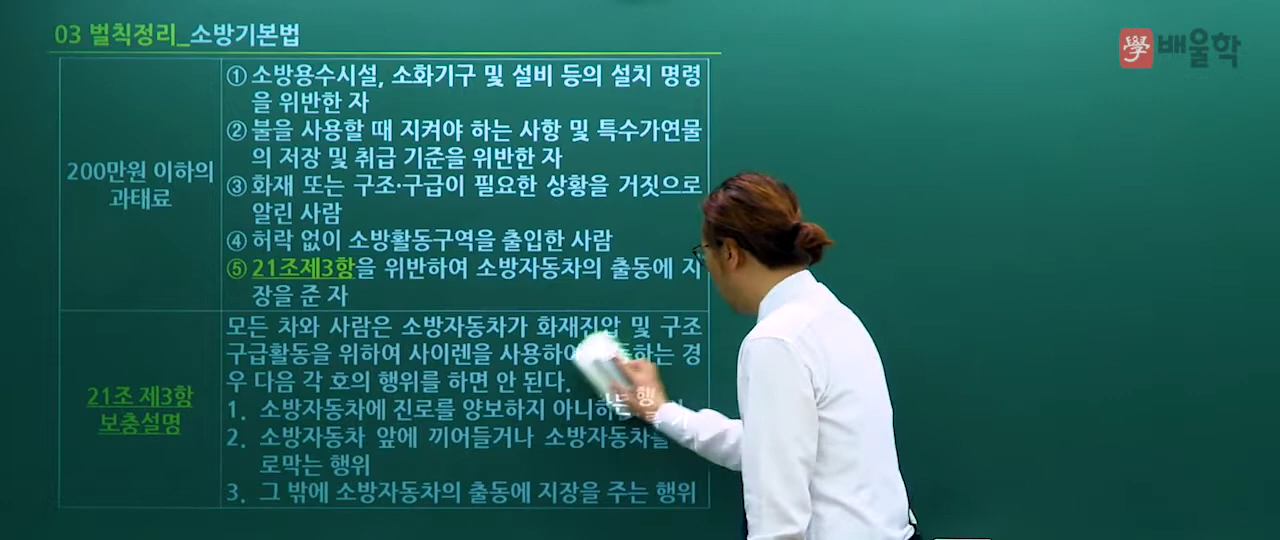 03 벌칙정리_소방기본법
學 배울학
200만원 이하의
과태료
① 소방용수시설, 소화기구 및 설비 등의 설치 명령
을 위반한 자
② 불을 사용할 때 지켜야 하는 사항 및 특수가연물
의 저장 및 취급 기준을 위반한 자
③ 화재 또는 구조·구급이 필요한 상황을 거짓으로
알린 사람
④ 허락 없이 소방활동구역을 출입한 사람
⑤ 21조제3항을 위반하여 소방자동차의 출동에 지
장을 준 자
21조 제3항
보충설명
모든 차와 사람은 소방자동차가 화재진압 및 구조
구급활동을 위하여 사이렌을 사용하여 하는 경
우 다음 각 호의 행위를 하면 안 된다.
1. 소방자동차에 진로를 양보하지 아니하는 행
2. 소방자동차 앞에 끼어들거나 소방자동차를
로막는 행위
3. 그 밖에 소방자동차의 출동에 지장을 주는 행위